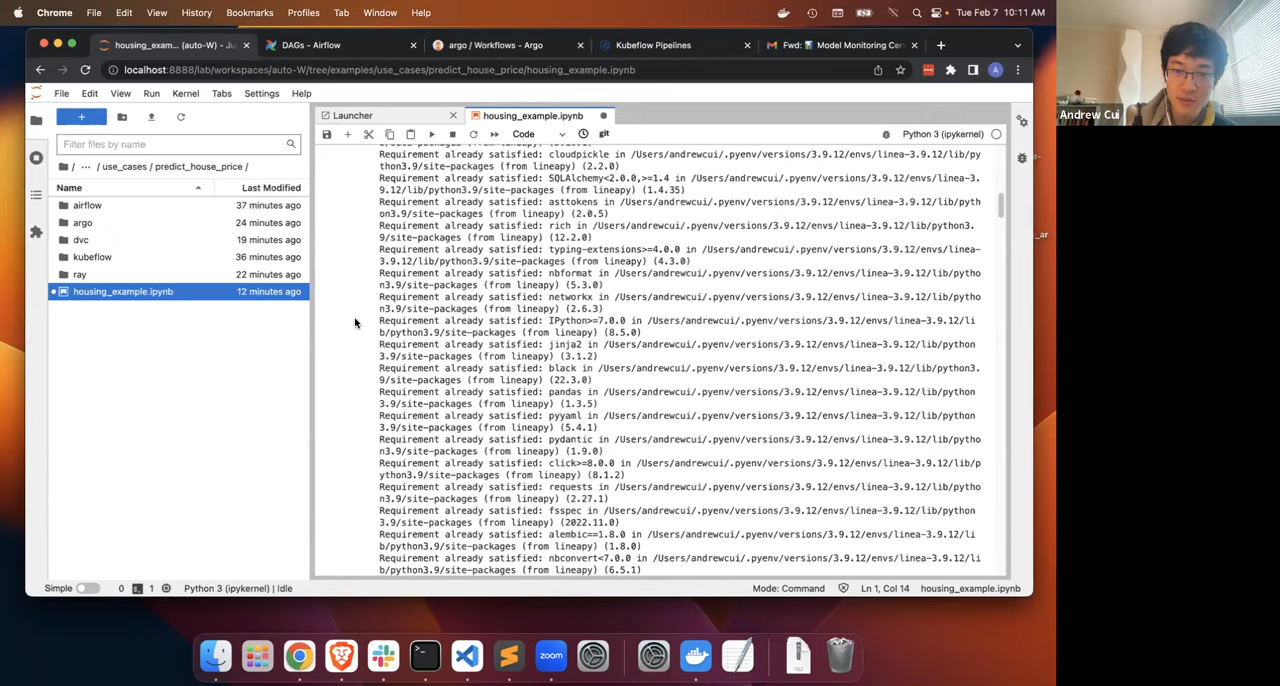 Chrome File Edit View History Bookmarks Profiles Tab Window Help Tue Feb 7 10:11 AM
housing_exam... (auto-W) - Ju DAGs - Airflow argo / Workflows - Argo Kubeflow Pipelines Fwd: Model Monitoring Cer
localhost:8888/lab/workspaces/auto-W/tree/examples/use_cases/predict_house_price/housing_example.ipynb A
File Edit View Run Kernel Tabs Settings Help
Andrew Cui
Launcher housing_example.ipynb
Code git Python 3 (ipykernel)
Filter files by name
/ ··· / use_cases / predict_house_price /
Name Last Modified
airflow 37 minutes ago
argo 24 minutes ago
dvc 19 minutes ago
kubeflow 36 minutes ago
ray 22 minutes ago
housing_example.ipynb 12 minutes ago
Requirement already satisfied: cloudpickle in /Users/andrewcui/.pyenv/versions/3.9.12/envs/linea-3.9.12/lib/py
thon3.9/site-packages (from lineapy) (2.2.0)
Requirement already satisfied: SQLAlchemy<2.0.0,>=1.4 in /Users/andrewcui/.pyenv/versions/3.9.12/envs/linea-3.
9.12/lib/python3.9/site-packages (from lineapy) (1.4.35)
Requirement already satisfied: asttokens in /Users/andrewcui/.pyenv/versions/3.9.12/envs/linea-3.9.12/lib/pyth
on3.9/site-packages (from lineapy) (2.0.5)
Requirement already satisfied: rich in /Users/andrewcui/.pyenv/versions/3.9.12/envs/linea-3.9.12/lib/python3.
9/site-packages (from lineapy) (12.2.0)
Requirement already satisfied: typing-extensions>=4.0.0 in /Users/andrewcui/.pyenv/versions/3.9.12/envs/linea-
3.9.12/lib/python3.9/site-packages (from lineapy) (4.3.0)
Requirement already satisfied: nbformat in /Users/andrewcui/.pyenv/versions/3.9.12/envs/linea-3.9.12/lib/pytho
n3.9/site-packages (from lineapy) (5.3.0)
Requirement already satisfied: networkx in /Users/andrewcui/.pyenv/versions/3.9.12/envs/linea-3.9.12/lib/pytho
n3.9/site-packages (from lineapy) (2.6.3)
Requirement already satisfied: IPython>=7.0.0 in /Users/andrewcui/.pyenv/versions/3.9.12/envs/linea-3.9.12/li
b/python3.9/site-packages (from lineapy) (8.5.0)
Requirement already satisfied: jinja2 in /Users/andrewcui/.pyenv/versions/3.9.12/envs/linea-3.9.12/lib/python
3.9/site-packages (from lineapy) (3.1.2)
Requirement already satisfied: black in /Users/andrewcui/.pyenv/versions/3.9.12/envs/linea-3.9.12/lib/python3.
9/site-packages (from lineapy) (22.3.0)
Requirement already satisfied: pandas in /Users/andrewcui/.pyenv/versions/3.9.12/envs/linea-3.9.12/lib/python
3.9/site-packages (from lineapy) (1.3.5)
Requirement already satisfied: pyyaml in /Users/andrewcui/.pyenv/versions/3.9.12/envs/linea-3.9.12/lib/python
3.9/site-packages (from lineapy) (5.4.1)
Requirement already satisfied: pydantic in /Users/andrewcui/.pyenv/versions/3.9.12/envs/linea-3.9.12/lib/pytho
n3.9/site-packages (from lineapy) (1.9.0)
Requirement already satisfied: click>=8.0.0 in /Users/andrewcui/.pyenv/versions/3.9.12/envs/linea-3.9.12/lib/p
ython3.9/site-packages (from lineapy) (8.1.2)
Requirement already satisfied: requests in /Users/andrewcui/.pyenv/versions/3.9.12/envs/linea-3.9.12/lib/pytho
n3.9/site-packages (from lineapy) (2.27.1)
Requirement already satisfied: fsspec in /Users/andrewcui/.pyenv/versions/3.9.12/envs/linea-3.9.12/lib/python
3.9/site-packages (from lineapy) (2022.11.0)
Requirement already satisfied: alembic==1.8.0 in /Users/andrewcui/.pyenv/versions/3.9.12/envs/linea-3.9.12/li
b/python3.9/site-packages (from lineapy) (1.8.0)
Requirement already satisfied: nbconvert<7.0.0 in /Users/andrewcui/.pyenv/versions/3.9.12/envs/linea-3.9.12/li
b/python3.9/site-packages (from lineapy) (6.5.1)
Simple 0 1 Python 3 (ipykernel) | Idle Mode: Command Ln 1, Col 14 housing_example.ipynb
zoom